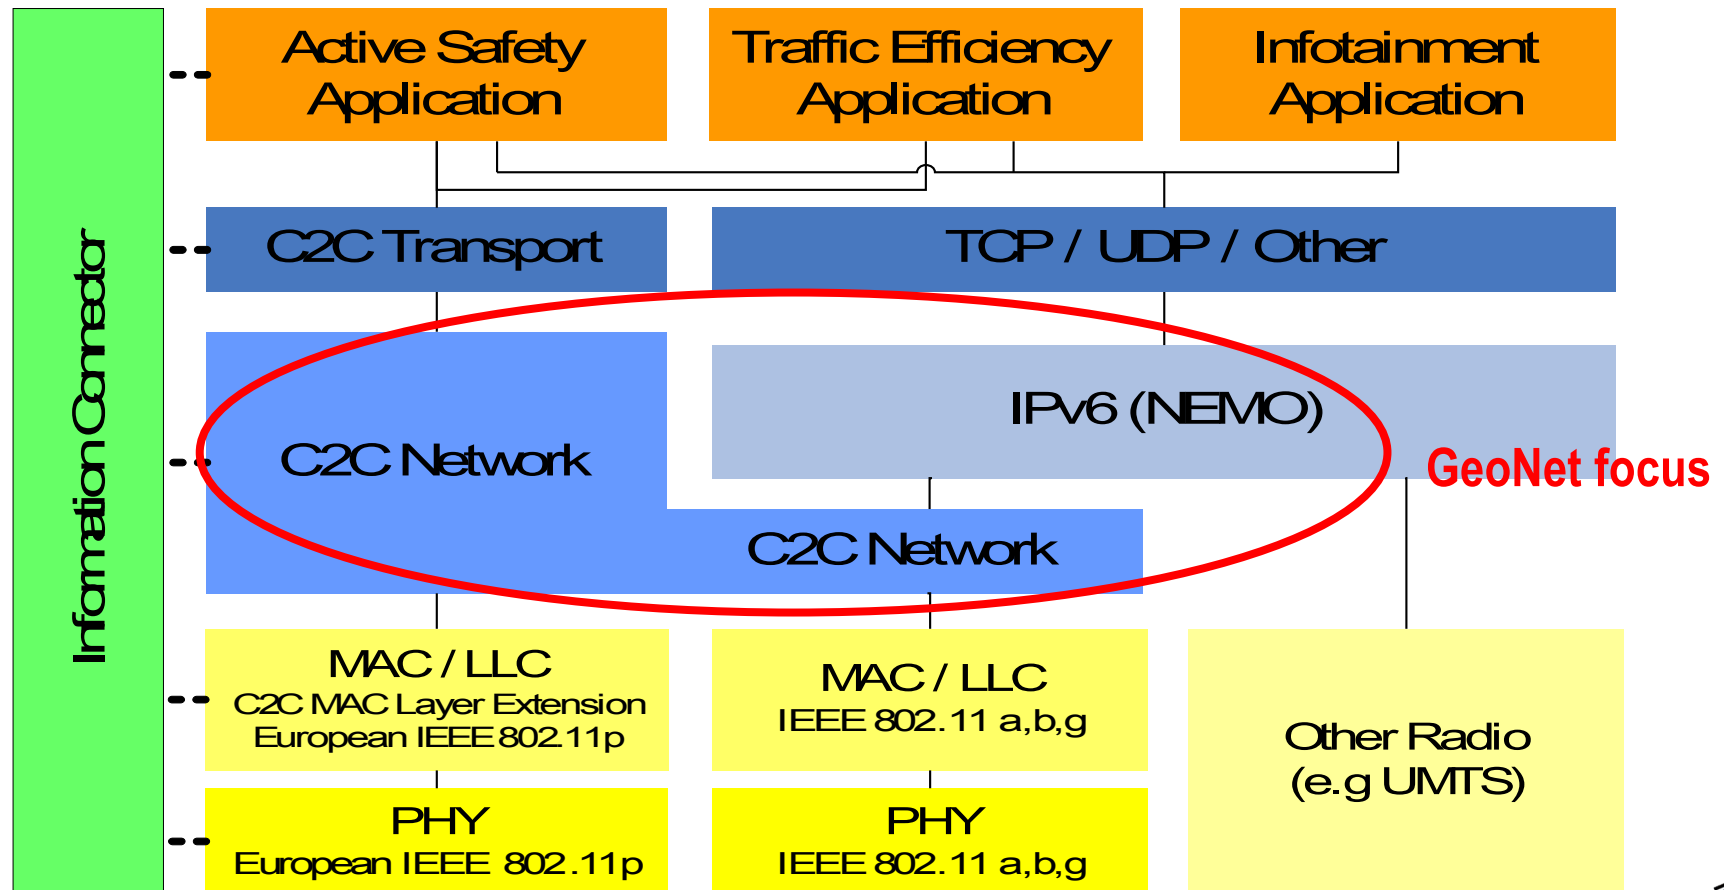 Information Connector
Active Safety
Application
Traffic Efficiency
Application
Infotainment
Application
C2C Transport
TCP / UDP / Other
IPv6 (NEMO)
C2C Network
GeoNet focus
C2C Network
MAC / LLC
C2C MAC Layer Extension
European IEEE 802.11p
MAC / LLC
IEEE 802.11 a,b,g
Other Radio
(e.g UMTS)
PHY
European IEEE 802.11p
PHY
IEEE 802.11 a,b,g